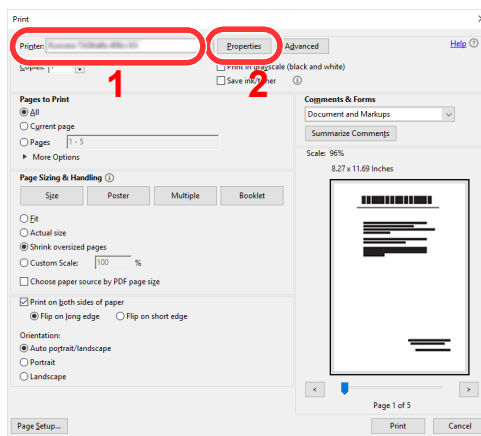 Print
Printer:
Properties
Advanced
Help
Copies: 1
Print in grayscale (black and white)
Save ink/toner
1
2
Pages to Print
All
Current page
Pages 1 - 5
More Options
Page Sizing & Handling
Size Poster Multiple Booklet
Fit
Actual size
Shrink oversized pages
Custom Scale: 100 %
Choose paper source by PDF page size
Print on both sides of paper
Flip on long edge Flip on short edge
Orientation:
Auto portrait/landscape
Portrait
Landscape
Comments & Forms
Document and Markups
Summarize Comments
Scale: 96%
8.27 x 11.69 Inches
< >
Page 1 of 5
Page Setup...
Print Cancel